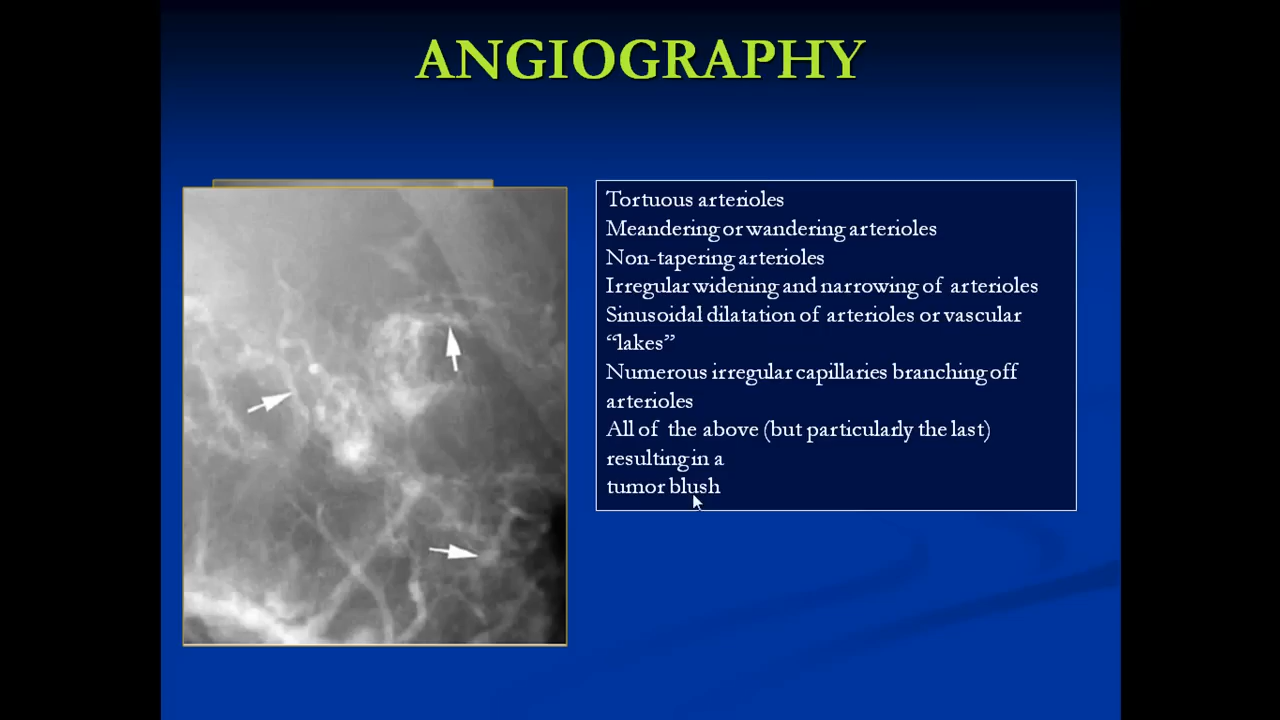 ANGIOGRAPHY
Tortuous arterioles
Meandering or wandering arterioles
Non-tapering arterioles
Irregular widening and narrowing of arterioles
Sinusoidal dilatation of arterioles or vascular
“lakes”
Numerous irregular capillaries branching off
arterioles
All of the above (but particularly the last)
resulting in a
tumor blush